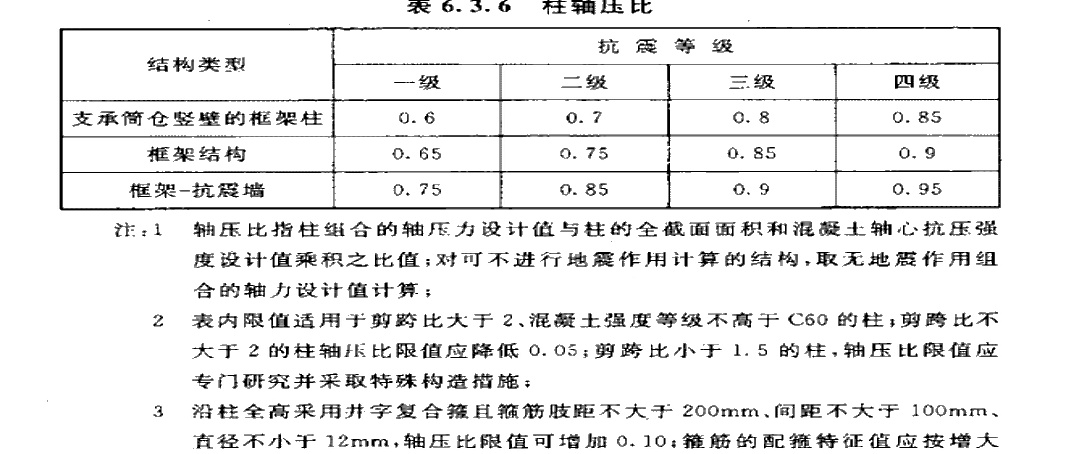 表 6.3.6 柱轴压比
结构类型
抗震等级
一级 二级 三级 四级
支承筒仓竖壁的框架柱 0.6 0.7 0.8 0.85
框架结构 0.65 0.75 0.85 0.9
框架-抗震墙 0.75 0.85 0.9 0.95
注:1 轴压比指柱组合的轴压力设计值与柱的全截面面积和混凝土轴心抗压强
度设计值乘积之比值;对可不进行地震作用计算的结构,取无地震作用组
合的轴力设计值计算;
2 表内限值适用于剪跨比大于 2、混凝土强度等级不高于 C60 的柱;剪跨比不
大于 2 的柱轴压比限值应降低 0.05;剪跨比小于 1.5 的柱,轴压比限值应
专门研究并采取特殊构造措施;
3 沿柱全高采用井字复合箍且箍筋肢距不大于 200mm、间距不大于 100mm、
直径不小于 12mm,轴压比限值可增加 0.10;箍筋的配箍特征值应按增大